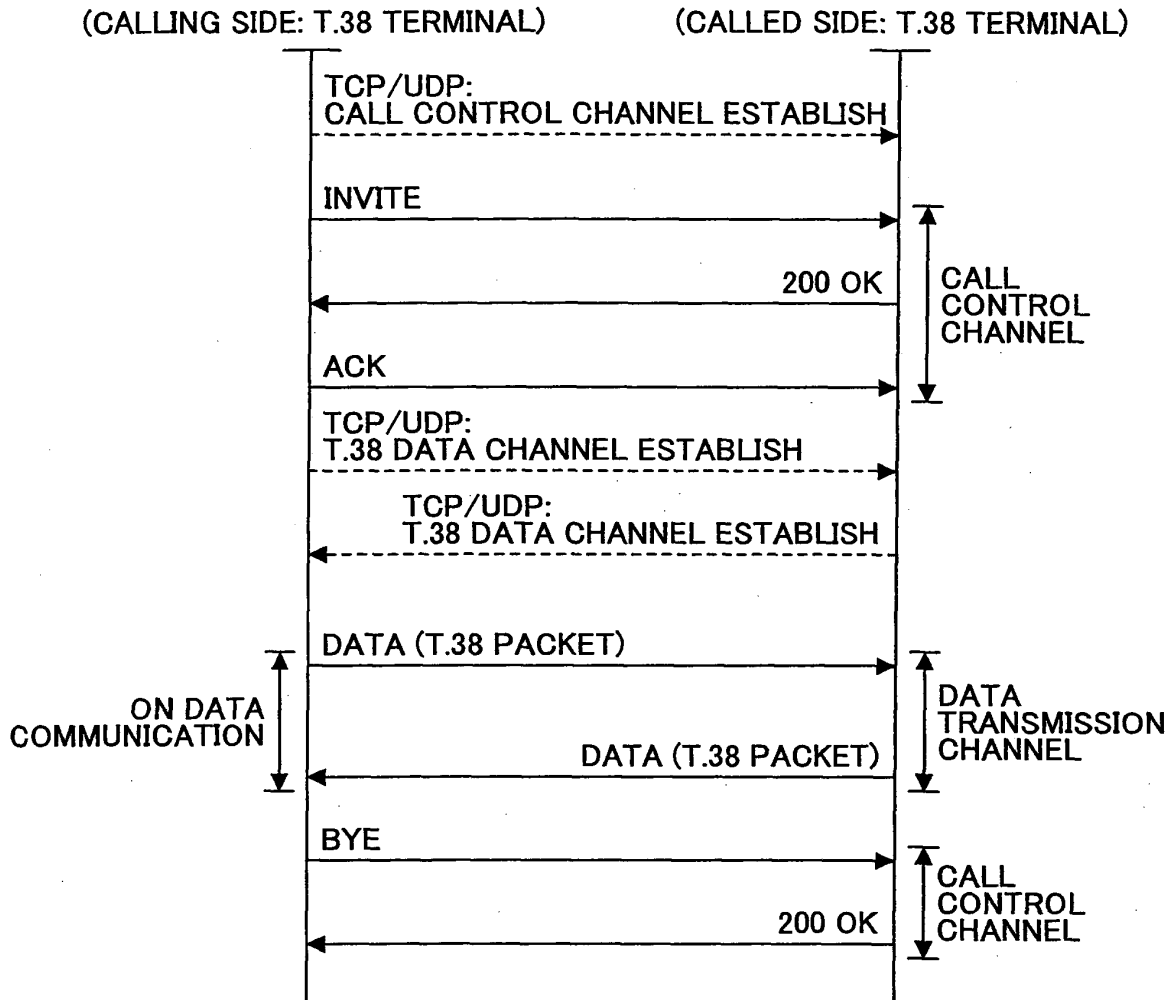 (CALLING SIDE: T.38 TERMINAL)
(CALLED SIDE: T.38 TERMINAL)
TCP/UDP:
CALL CONTROL CHANNEL ESTABLISH
INVITE
200 OK
CALL
CONTROL
CHANNEL
ACK
TCP/UDP:
T.38 DATA CHANNEL ESTABLISH
TCP/UDP:
T.38 DATA CHANNEL ESTABLISH
DATA (T.38 PACKET)
ON DATA
COMMUNICATION
DATA
TRANSMISSION
CHANNEL
DATA (T.38 PACKET)
BYE
CALL
CONTROL
CHANNEL
200 OK